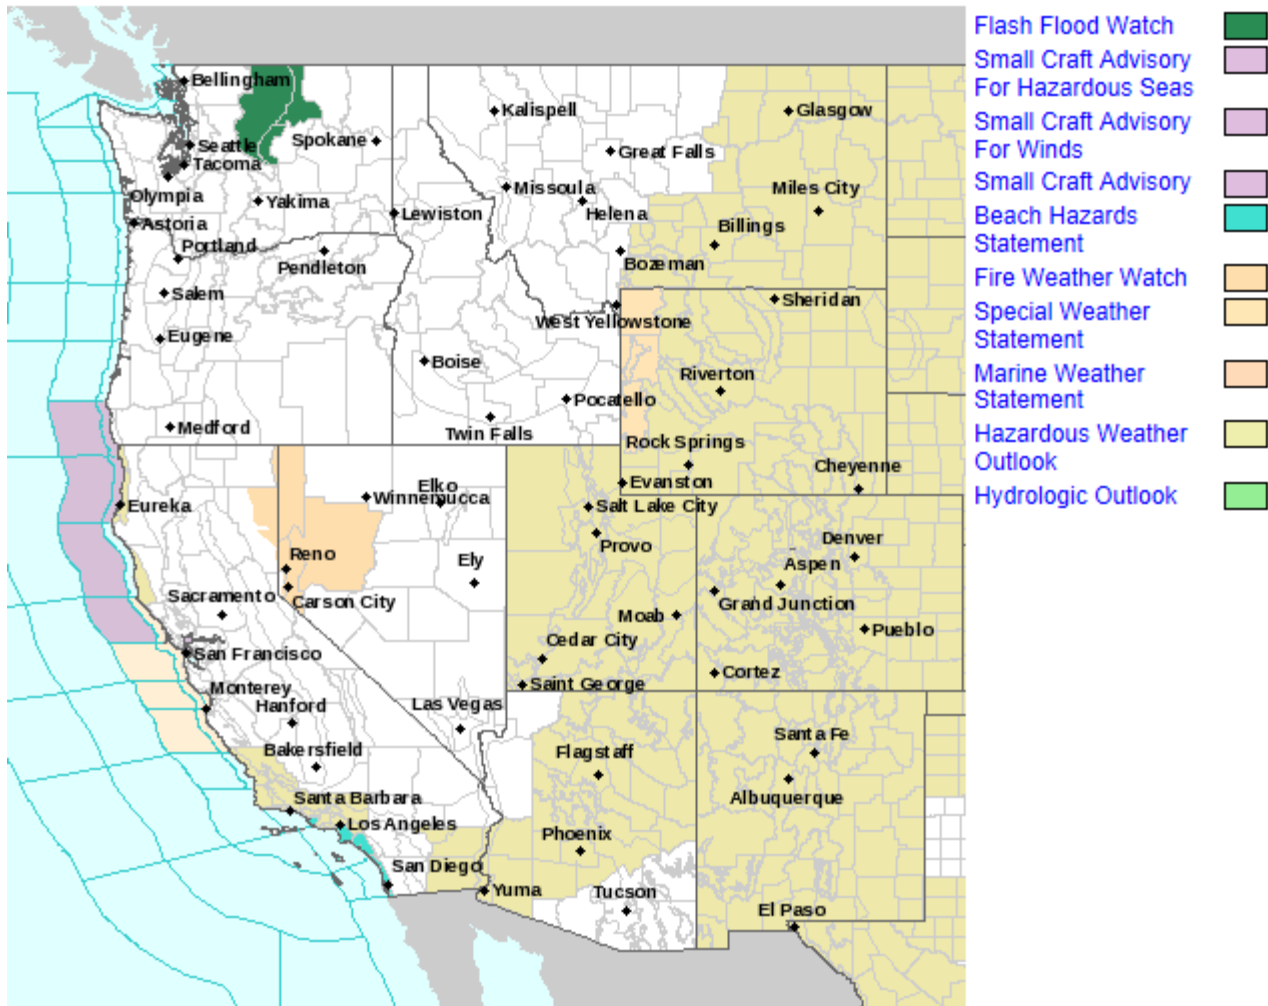 Bellingham
Seattle
Tacoma
Olympia
Astoria
Portland
Yakima
Spokane
Lewiston
Pendleton
Salem
Eugene
Medford
Kalispell
Great Falls
Missoula
Helena
Bozeman
Billings
Miles City
Glasgow
West Yellowstone
Sheridan
Boise
Pocatello
Twin Falls
Riverton
Rock Springs
Evanston
Cheyenne
Eureka
Elko
Winnemucca
Reno
Carson City
Ely
Sacramento
San Francisco
Monterey
Hanford
Bakersfield
Las Vegas
Salt Lake City
Provo
Moab
Cedar City
Saint George
Denver
Aspen
Grand Junction
Pueblo
Cortez
Santa Barbara
Los Angeles
San Diego
Flagstaff
Phoenix
Yuma
Tucson
Santa Fe
Albuquerque
El Paso
Flash Flood Watch
Small Craft Advisory
For Hazardous Seas
Small Craft Advisory
For Winds
Small Craft Advisory
Beach Hazards
Statement
Fire Weather Watch
Special Weather
Statement
Marine Weather
Statement
Hazardous Weather
Outlook
Hydrologic Outlook